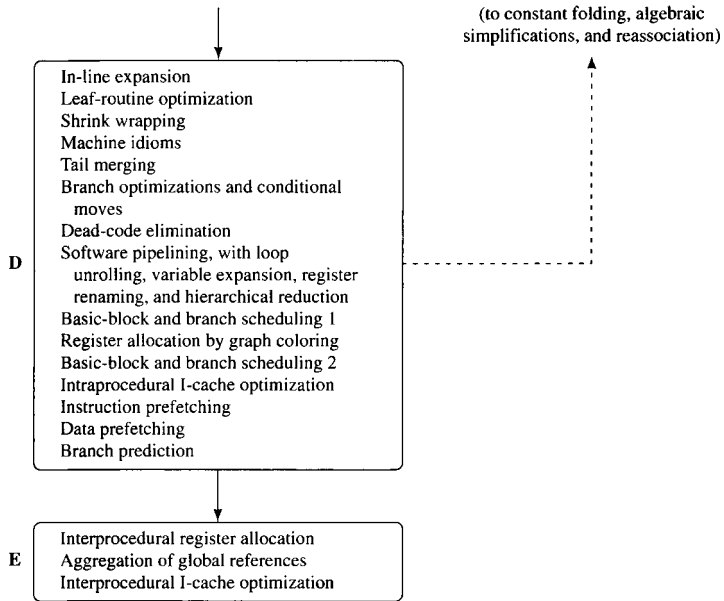 (to constant folding, algebraic
simplifications, and reassociation)
In-line expansion
Leaf-routine optimization
Shrink wrapping
Machine idioms
Tail merging
Branch optimizations and conditional
moves
Dead-code elimination
D
Software pipelining, with loop
unrolling, variable expansion, register
renaming, and hierarchical reduction
Basic-block and branch scheduling 1
Register allocation by graph coloring
Basic-block and branch scheduling 2
Intraprocedural I-cache optimization
Instruction prefetching
Data prefetching
Branch prediction
Interprocedural register allocation
E
Aggregation of global references
Interprocedural I-cache optimization